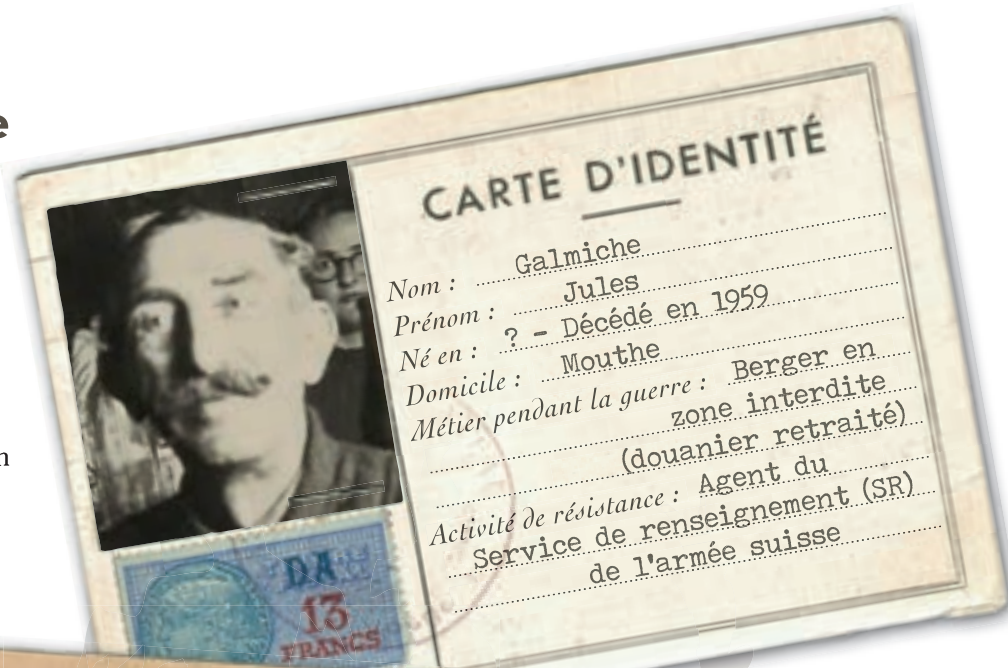 e
n
CARTE D'IDENTITÉ
Nom : Galmiche
Prénom : Jules
Né en : ? - Décédé en 1959
Domicile : Mouthe
Métier pendant la guerre : Berger en
zone interdite
(douanier retraité)
Activité de résistance : Agent du
Service de renseignement (SR)
de l'armée suisse
DA
13
FRANCS